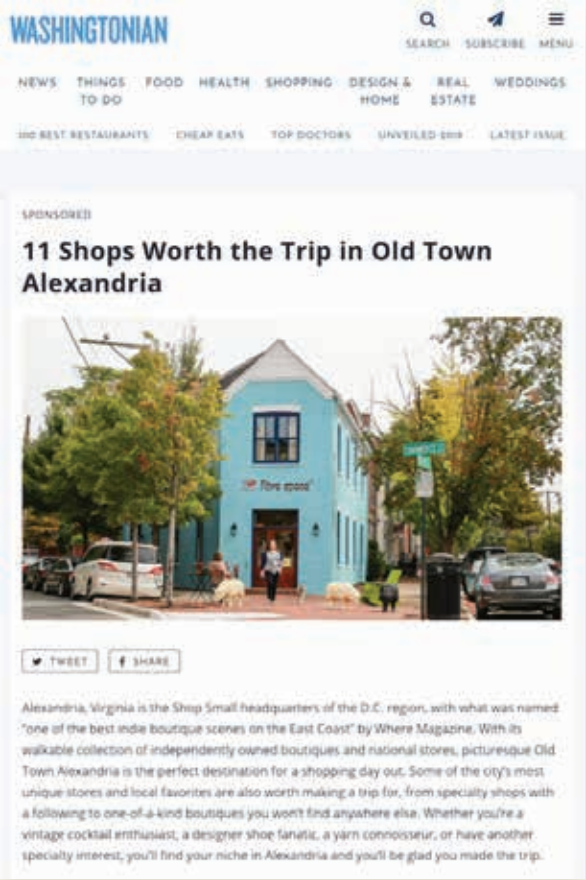 WASHINGTONIAN
SEARCH SUBSCRIBE MENU
NEWS THINGS TO DO FOOD HEALTH SHOPPING DESIGN & HOME REAL ESTATE WEDDINGS
100 BEST RESTAURANTS CHEAP EATS TOP DOCTORS UNVEILED 2019 LATEST ISSUE
SPONSORED
11 Shops Worth the Trip in Old Town
Alexandria
fibre space
TWEET SHARE
Alexandria, Virginia is the Shop Small headquarters of the D.C. region, with what was named
"one of the best indie boutique scenes on the East Coast" by Where Magazine. With its
walkable collection of independently owned boutiques and national stores, picturesque Old
Town Alexandria is the perfect destination for a shopping day out. Some of the city's most
unique stores and local favorites are also worth making a trip for, from specialty shops with
a following to one-of-a-kind boutiques you won't find anywhere else. Whether you're a
vintage cocktail enthusiast, a designer shoe fanatic, a yarn connoisseur, or have another
specialty interest, you'll find your niche in Alexandria and you'll be glad you made the trip.